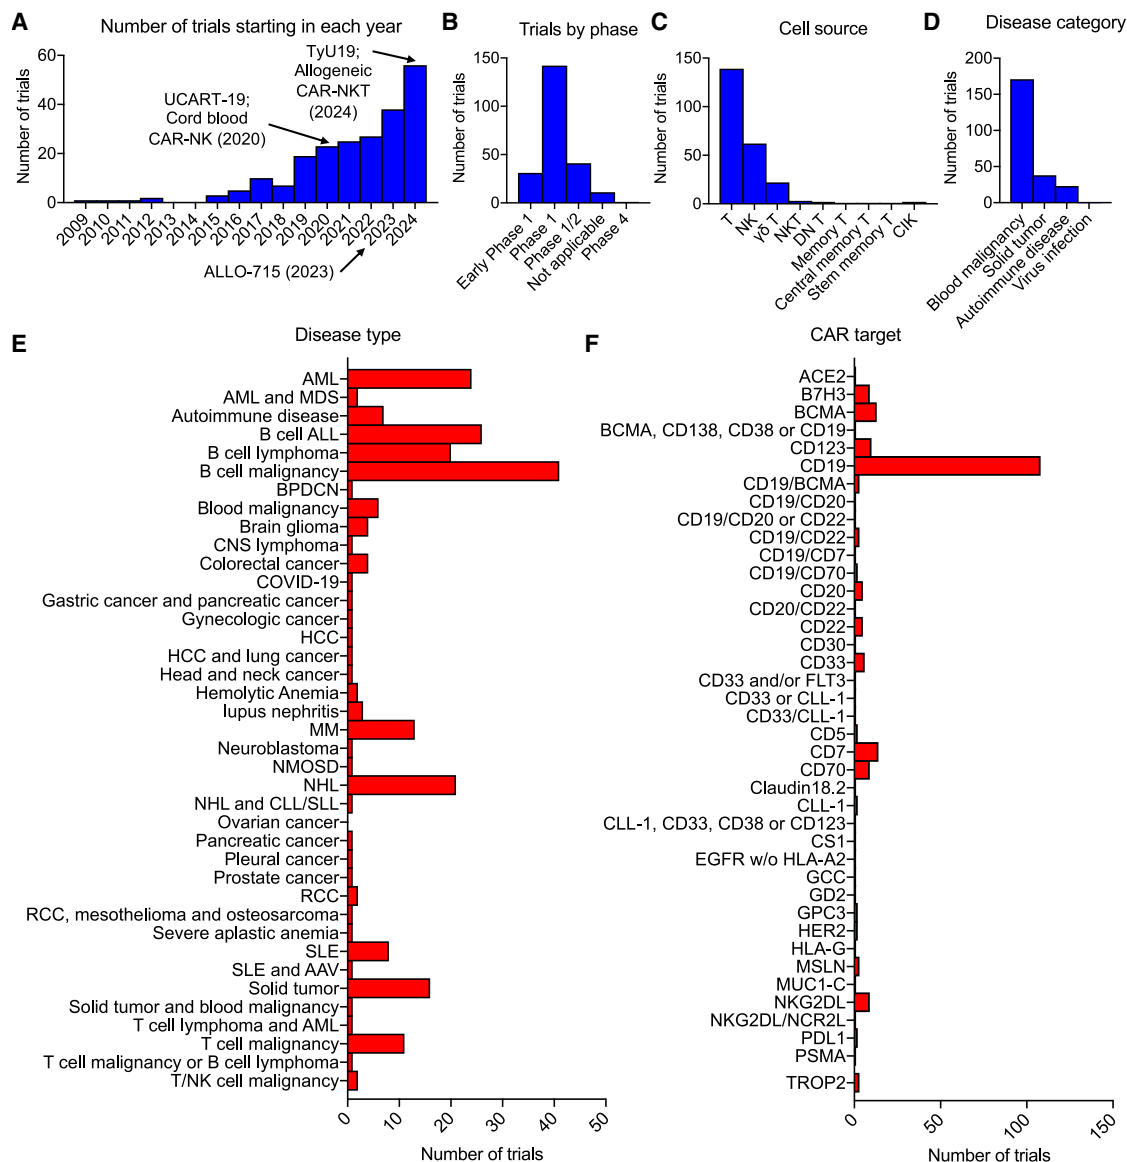 A
Number of trials starting in each year
Number of trials
60
40
20
0
2009
2010
2011
2012
2013
2014
2015
2016
2017
2018
2019
2020
2021
2022
2023
2024
UCART-19;
Cord blood
CAR-NK (2020)
TyU19;
Allogeneic
CAR-NKT
(2024)
ALLO-715 (2023)
B
Trials by phase
Number of trials
150
100
50
0
Early Phase 1
Phase 1
Phase 1/2
Not applicable
Phase 4
C
Cell source
Number of trials
150
100
50
0
T
NK
γδ T
NKT
DN T
Memory T
Central memory T
Stem memory T
CIK
D
Disease category
Number of trials
200
150
100
50
0
Blood malignancy
Solid tumor
Autoimmune disease
Virus infection
E
Disease type
AML
AML and MDS
Autoimmune disease
B cell ALL
B cell lymphoma
B cell malignancy
BPDCN
Blood malignancy
Brain glioma
CNS lymphoma
Colorectal cancer
COVID-19
Gastric cancer and pancreatic cancer
Gynecologic cancer
HCC
HCC and lung cancer
Head and neck cancer
Hemolytic Anemia
lupus nephritis
MM
Neuroblastoma
NMOSD
NHL
NHL and CLL/SLL
Ovarian cancer
Pancreatic cancer
Pleural cancer
Prostate cancer
RCC
RCC, mesothelioma and osteosarcoma
Severe aplastic anemia
SLE
SLE and AAV
Solid tumor
Solid tumor and blood malignancy
T cell lymphoma and AML
T cell malignancy
T cell malignancy or B cell lymphoma
T/NK cell malignancy
0
10
20
30
40
50
Number of trials
F
CAR target
ACE2
B7H3
BCMA
BCMA, CD138, CD38 or CD19
CD123
CD19
CD19/BCMA
CD19/CD20
CD19/CD20 or CD22
CD19/CD22
CD19/CD7
CD19/CD70
CD20
CD20/CD22
CD22
CD30
CD33
CD33 and/or FLT3
CD33 or CLL-1
CD33/CLL-1
CD5
CD7
CD70
Claudin18.2
CLL-1
CLL-1, CD33, CD38 or CD123
CS1
EGFR w/o HLA-A2
GCC
GD2
GPC3
HER2
HLA-G
MSLN
MUC1-C
NKG2DL
NKG2DL/NCR2L
PDL1
PSMA
TROP2
0
50
100
150
Number of trials